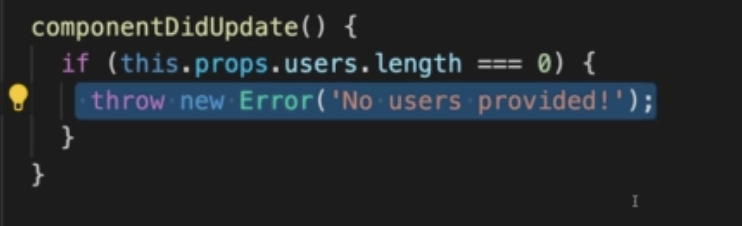 componentDidUpdate() {
if (this.props.users.length === 0) {
throw new Error('No users provided!');
}
}